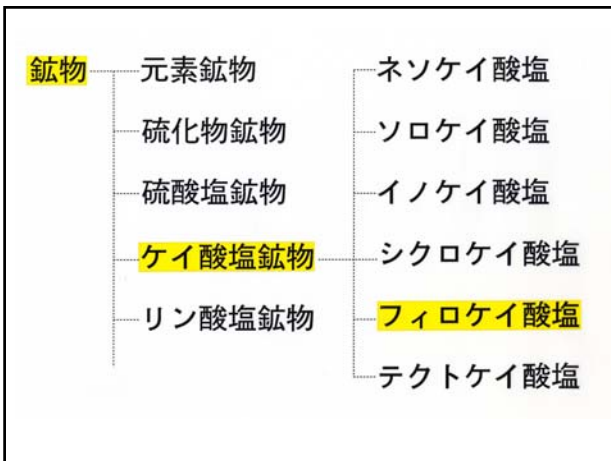 鉱物 元素鉱物 ネソケイ酸塩
硫化物鉱物 ソロケイ酸塩
硫酸塩鉱物 イノケイ酸塩
ケイ酸塩鉱物 シクロケイ酸塩
リン酸塩鉱物 フィロケイ酸塩
テクトケイ酸塩